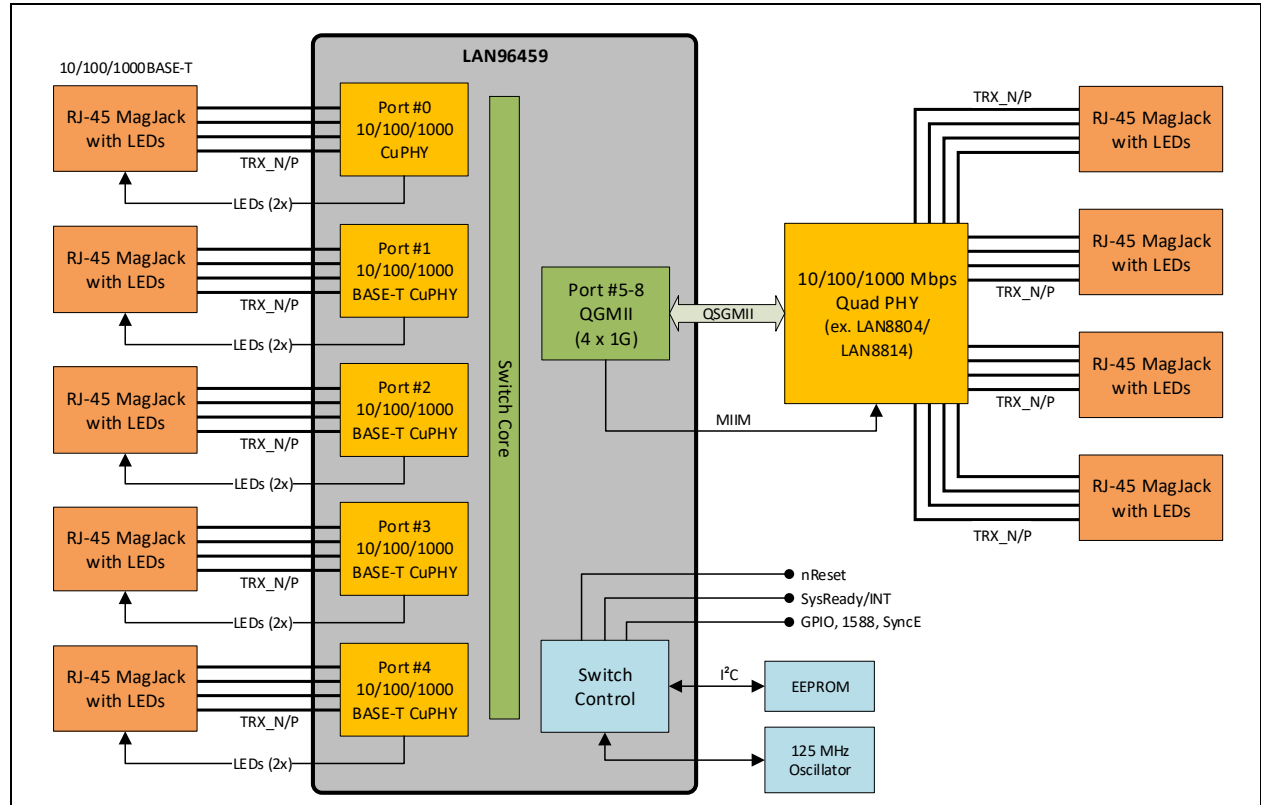 LAN96459
10/100/1000BASE-T
RJ-45 MagJack
with LEDs
TRX_N/P
LEDs (2x)
Port #0
10/100/1000
CuPHY
RJ-45 MagJack
with LEDs
TRX_N/P
LEDs (2x)
Port #1
10/100/1000
BASE-T CuPHY
RJ-45 MagJack
with LEDs
TRX_N/P
LEDs (2x)
Port #2
10/100/1000
BASE-T CuPHY
RJ-45 MagJack
with LEDs
TRX_N/P
LEDs (2x)
Port #3
10/100/1000
BASE-T CuPHY
RJ-45 MagJack
with LEDs
TRX_N/P
LEDs (2x)
Port #4
10/100/1000
BASE-T CuPHY
Switch Core
Port #5-8
QGMII
(4 x 1G)
QSGMII
MIIM
10/100/1000 Mbps
Quad PHY
(ex. LAN8804/
LAN8814)
TRX_N/P
RJ-45 MagJack
with LEDs
TRX_N/P
RJ-45 MagJack
with LEDs
TRX_N/P
RJ-45 MagJack
with LEDs
TRX_N/P
RJ-45 MagJack
with LEDs
nReset
SysReady/INT
GPIO, 1588, SyncE
Switch
Control
I²C
EEPROM
125 MHz
Oscillator